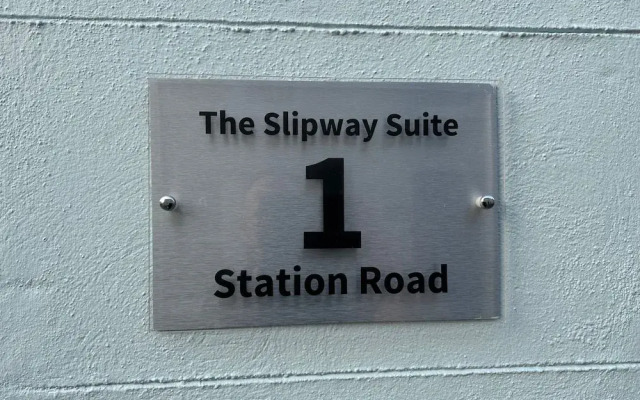 The Slipway Suite
1
Station Road